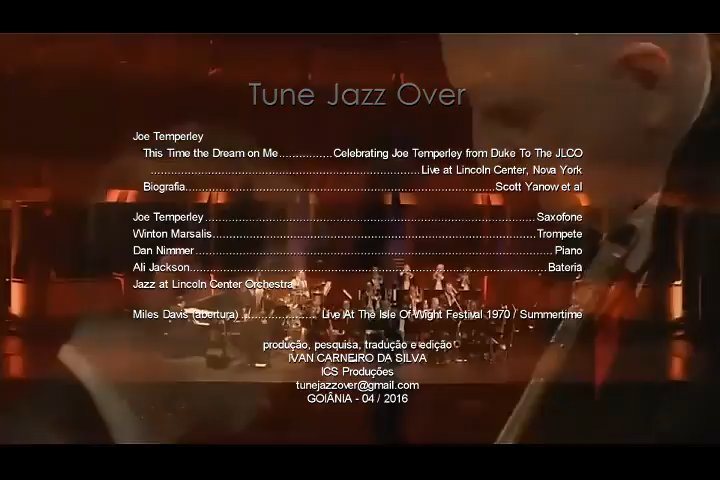 Tune Jazz Over
Joe Temperley
This Time the Dream on Me................Celebrating Joe Temperley from Duke To The JLCO
................................................................................Live at Lincoln Center, Nova York
Biografia..............................................................................................Scott Yanow et al
Joe Temperley....................................................................................................Saxofone
Winton Marsalis.................................................................................................Trompete
Dan Nimmer............................................................................................................Piano
Ali Jackson............................................................................................................Bateria
Jazz at Lincoln Center Orchestra
Miles Davis (abertura) ...................... Live At The Isle Of Wight Festival 1970 / Summertime
produção, pesquisa, tradução e edição
IVAN CARNEIRO DA SILVA
ICS Produções
tunejazzover@gmail.com
GOIÂNIA - 04 / 2016